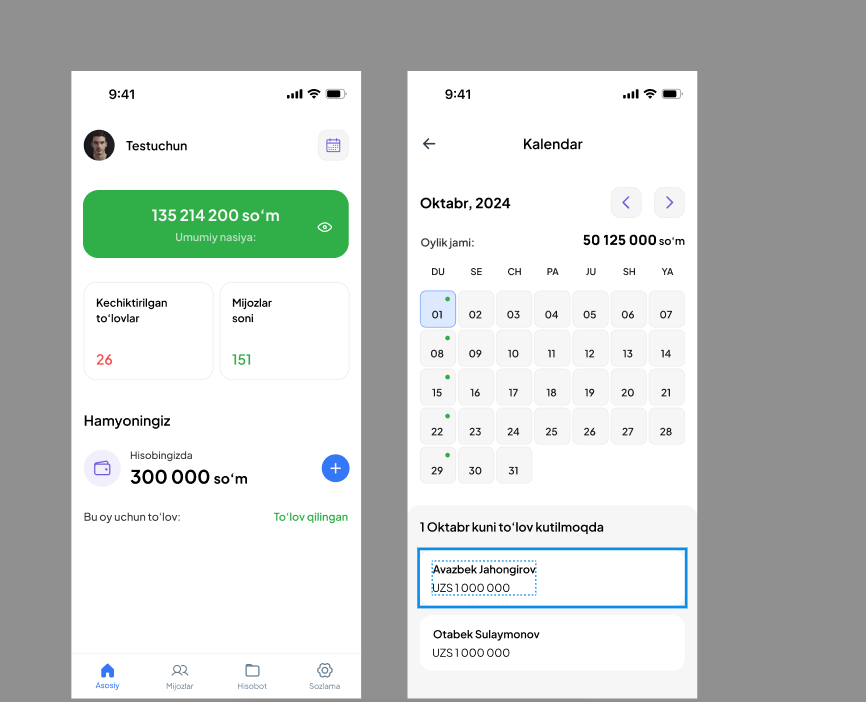 9:41
Testuchun
135 214 200 so‘m
Umumiy nasiya:
Kechiktirilgan
to‘lovlar
26
Mijozlar
soni
151
Hamyoningiz
Hisobingizda
300 000 so‘m
Bu oy uchun to‘lov:
To‘lov qilingan
Asosiy
Mijozlar
Hisobot
Sozlama
9:41
Kalendar
Oktabr, 2024
Oylik jami:
50 125 000 so‘m
DU SE CH PA JU SH YA
01 02 03 04 05 06 07
08 09 10 11 12 13 14
15 16 17 18 19 20 21
22 23 24 25 26 27 28
29 30 31
1 Oktabr kuni to‘lov kutilmoqda
Avazbek Jahongirov
UZS 1 000 000
Otabek Sulaymonov
UZS 1 000 000